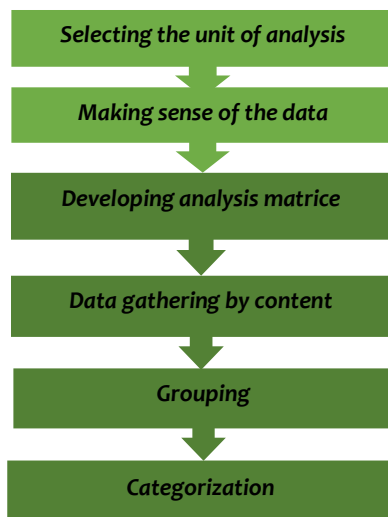 Selecting the unit of analysis
Making sense of the data
Developing analysis matrice
Data gathering by content
Grouping
Categorization